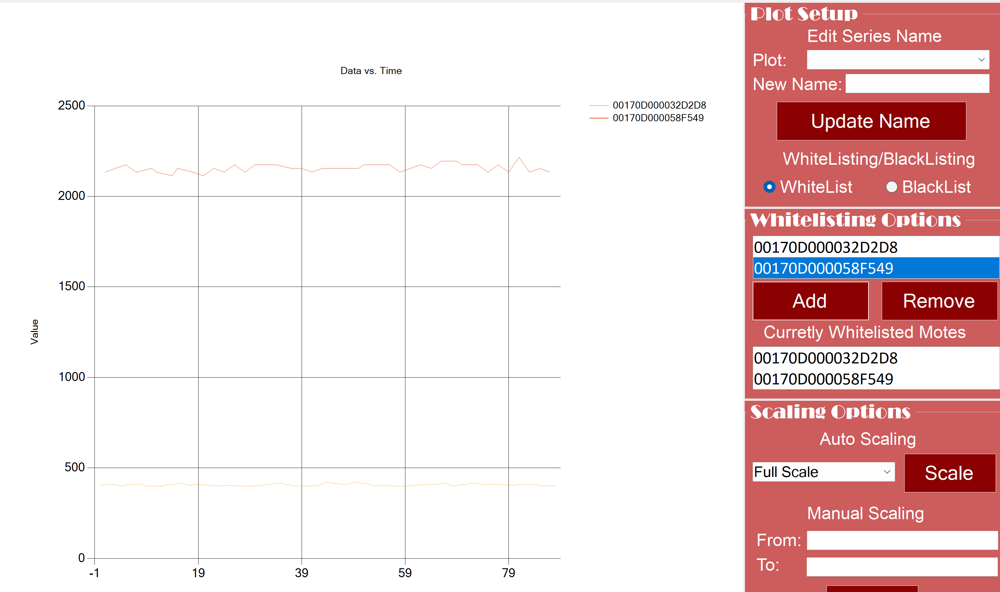 Data vs. Time
2500
2000
1500
1000
500
0
Value
-1 19 39 59 79
00170D000032D2D8
00170D000058F549
Plot Setup
Edit Series Name
Plot:
New Name:
Update Name
WhiteListing/BlackListing
WhiteList BlackList
Whitelisting Options
00170D000032D2D8
00170D000058F549
Add Remove
Curretly Whitelisted Motes
00170D000032D2D8
00170D000058F549
Scaling Options
Auto Scaling
Full Scale Scale
Manual Scaling
From:
To: